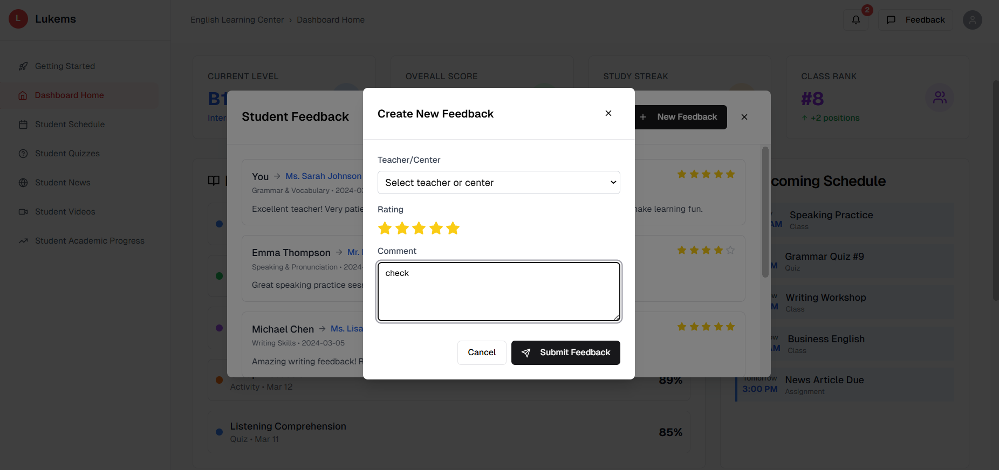 L
Lukems
English Learning Center › Dashboard Home
2
Feedback
Getting Started
Dashboard Home
Student Schedule
Student Quizzes
Student News
Student Videos
Student Academic Progress
CURRENT LEVEL
B1
OVERALL SCORE
STUDY STREAK
CLASS RANK
#8
+2 positions
Student Feedback
New Feedback
You → Ms. Sarah Johnson
Grammar & Vocabulary • 2024-03
Excellent teacher! Very
learning fun.
Emma Thompson → Mr.
Speaking & Pronunciation • 2024-
Great speaking practice
Michael Chen → Ms. Lisa
Writing Skills • 2024-03-05
Amazing writing feedback!
Create New Feedback
Teacher/Center
Select teacher or center
Rating
Comment
check
Cancel
Submit Feedback
89%
Activity • Mar 12
Listening Comprehension
Quiz • Mar 11
85%
coming Schedule
AM
Speaking Practice
Class
Grammar Quiz #9
Quiz
Writing Workshop
Class
AM
Business English
Class
Tomorrow
3:00 PM
News Article Due
Assignment